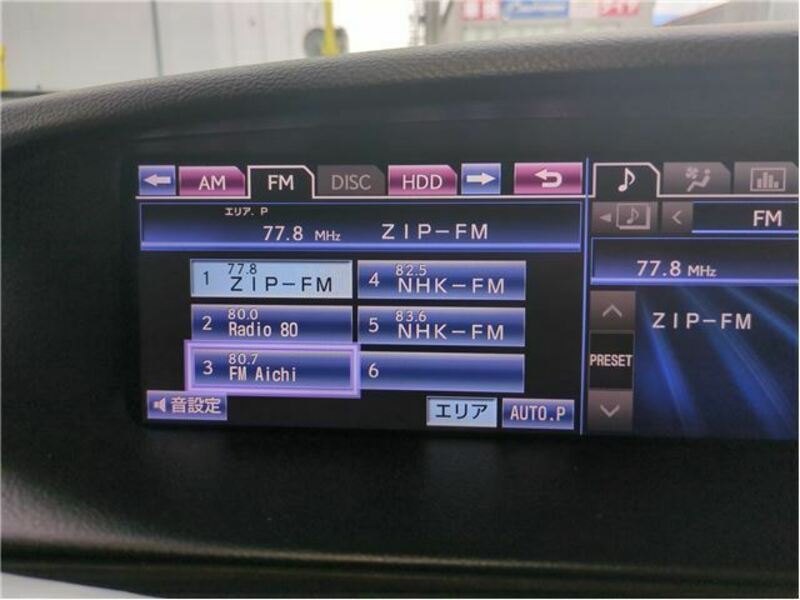 AM FM DISC HDD
エリア. P
77.8 MHz ZIP-FM
1 77.8 ZIP-FM
4 82.5 NHK-FM
2 80.0 Radio 80
5 83.6 NHK-FM
3 80.7 FM Aichi
6
音設定
エリア
AUTO.P
FM
77.8 MHz
ZIP-FM
PRESET